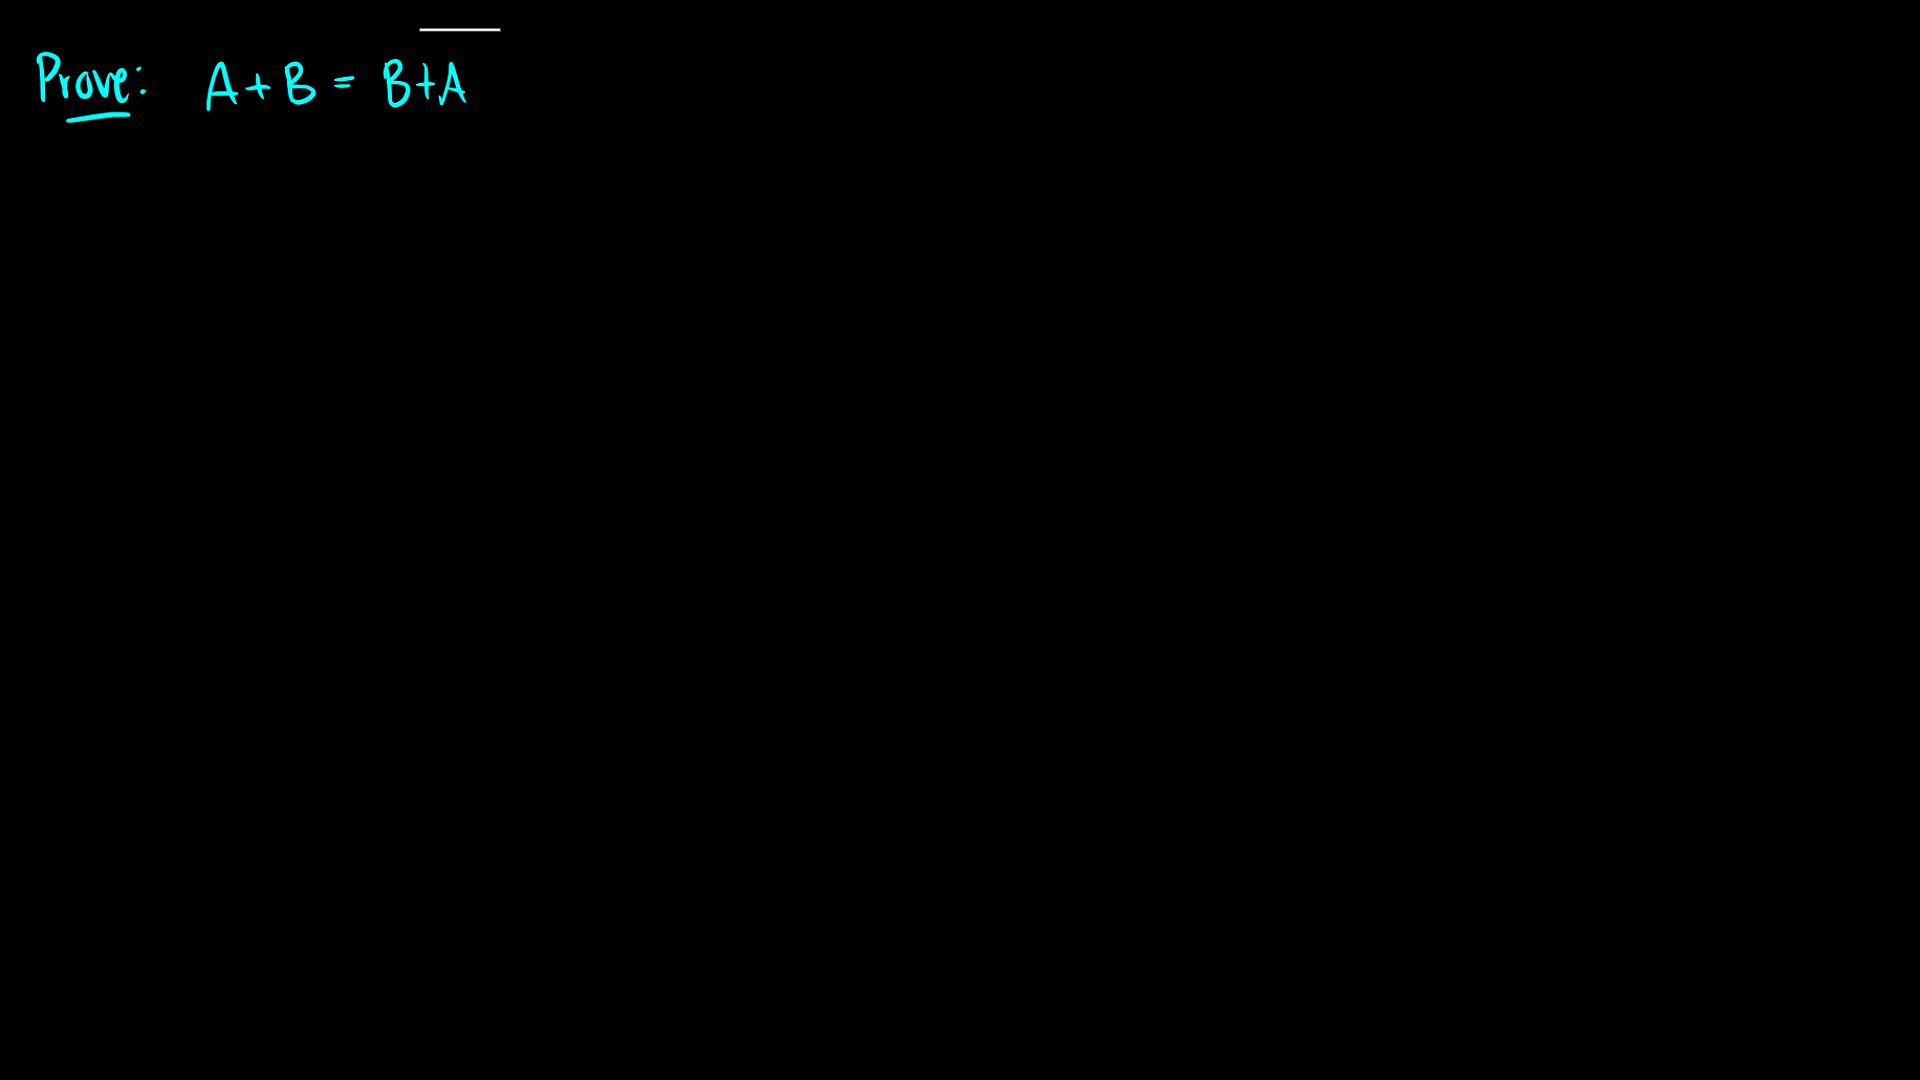 Prove: A + B = B + A